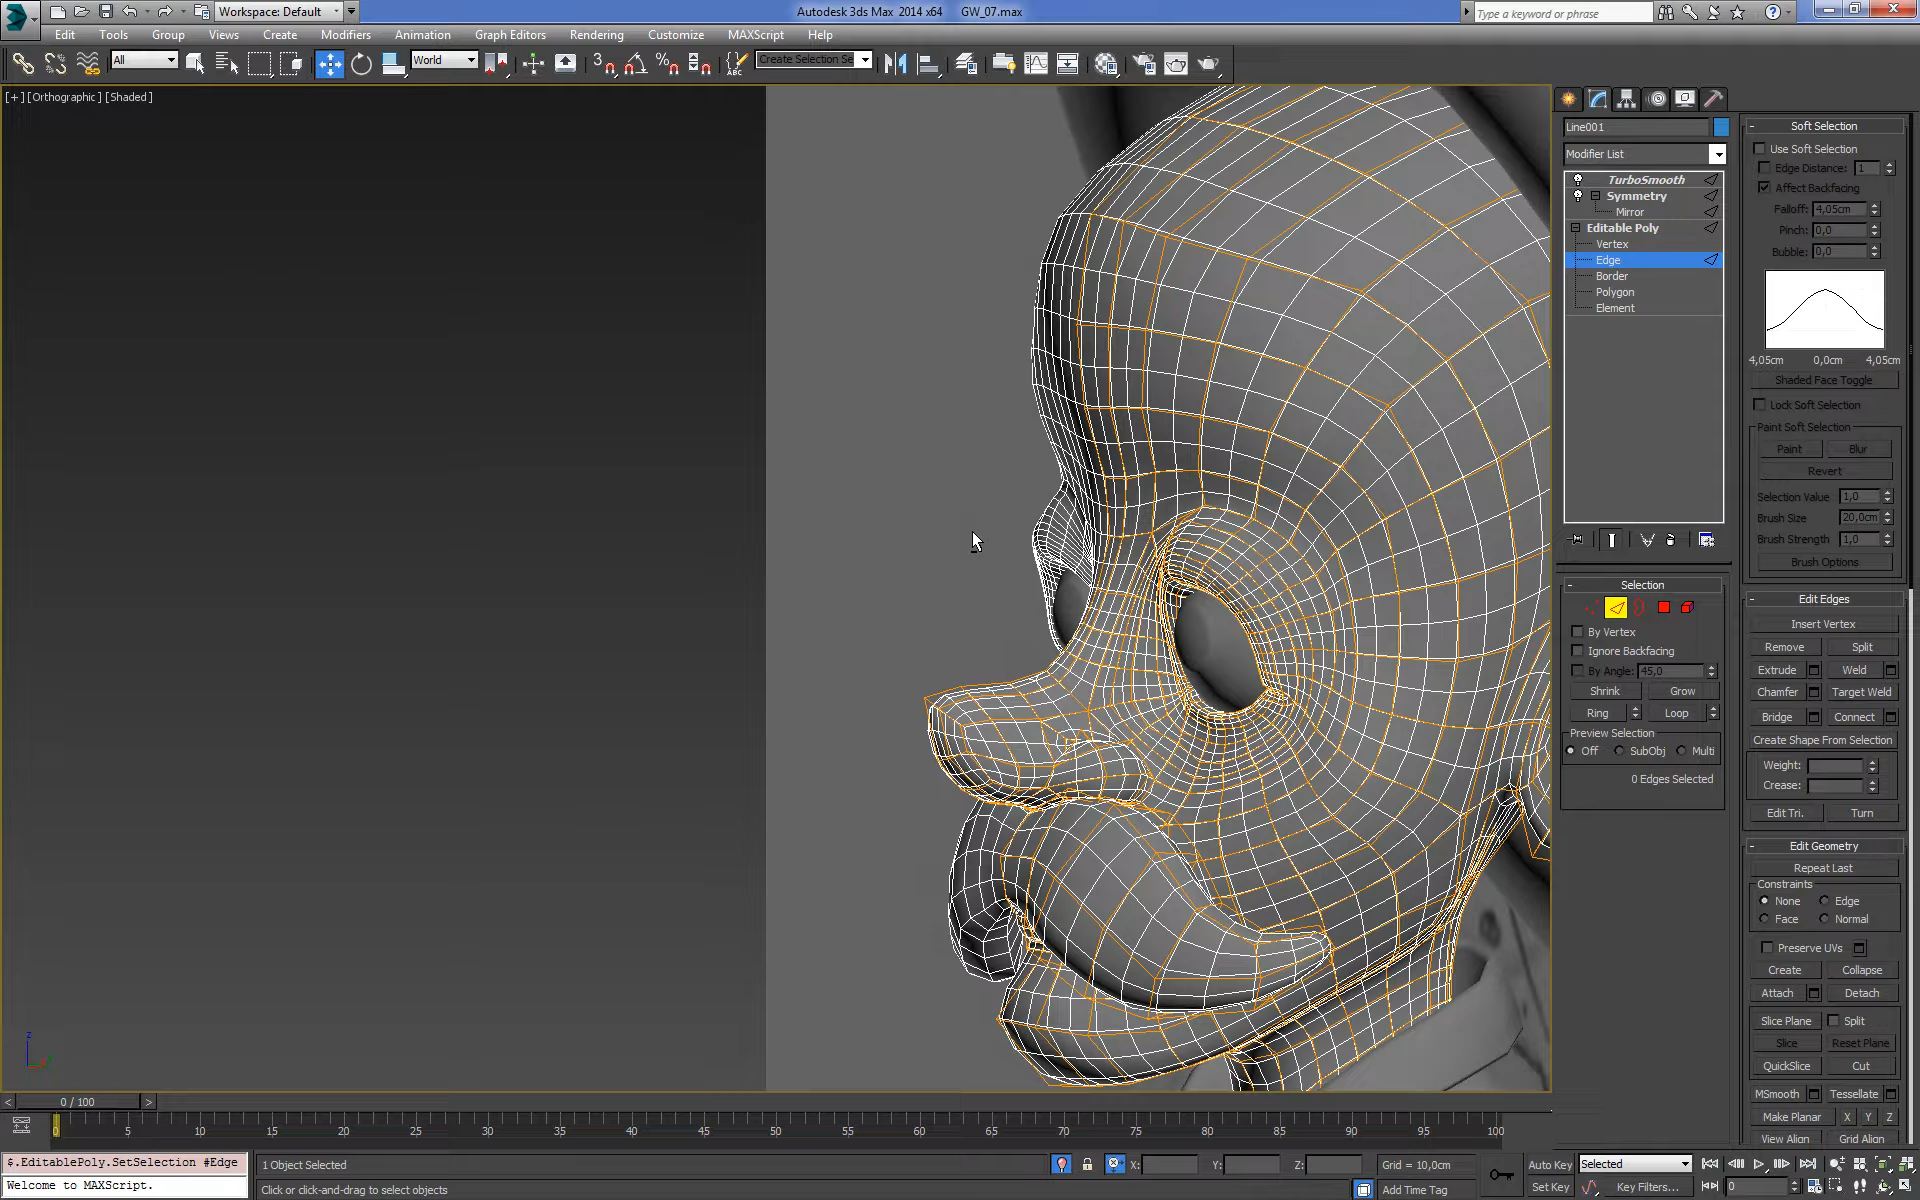 Workspace: Default
Autodesk 3ds Max 2014 x64 GW_07.max
Type a keyword or phrase
Edit Tools Group Views Create Modifiers Animation Graph Editors Rendering Customize MAXScript Help
All
World
3
%
ABC
Create Selection Se
[+] [Orthographic] [Shaded]
Line001
Modifier List
TurboSmooth
Symmetry
Mirror
Editable Poly
Vertex
Edge
Border
Polygon
Element
Selection
By Vertex
Ignore Backfacing
By Angle: 45,0
Shrink Grow
Ring Loop
Preview Selection
Off SubObj Multi
0 Edges Selected
Soft Selection
Use Soft Selection
Edge Distance: 1
Affect Backfacing
Falloff: 4,05cm
Pinch: 0,0
Bubble: 0,0
4,05cm 0,0cm 4,05cm
Shaded Face Toggle
Lock Soft Selection
Paint Soft Selection
Paint Blur
Revert
Selection Value 1,0
Brush Size 20,0cm
Brush Strength 1,0
Brush Options
Edit Edges
Insert Vertex
Remove Split
Extrude Weld
Chamfer Target Weld
Bridge Connect
Create Shape From Selection
Weight:
Crease:
Edit Tri. Turn
Edit Geometry
Repeat Last
Constraints
None Edge
Face Normal
Preserve UVs
Create Collapse
Attach Detach
Slice Plane Split
Slice Reset Plane
QuickSlice Cut
MSmooth Tessellate
Make Planar X Y Z
View Align Grid Align
z
< 0 / 100 >
0 5 10 15 20 25 30 35 40 45 50 55 60 65 70 75 80 85 90 95 100
$.EditablePoly.SetSelection #Edge
Welcome to MAXScript.
1 Object Selected
Click or click-and-drag to select objects
X: Y: Z: Grid = 10,0cm
Add Time Tag
Auto Key Selected
Set Key Key Filters...
0